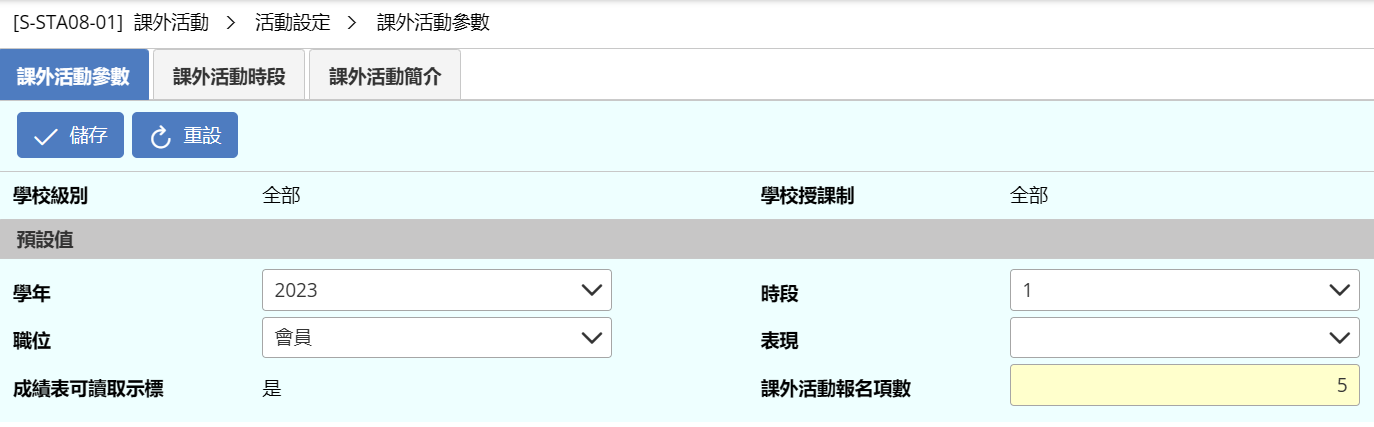 [S-STA08-01] 課外活動 > 活動設定 > 課外活動參數
課外活動參數 課外活動時段 課外活動簡介
儲存 重設
學校級別 全部 學校授課制 全部
預設值
學年 2023 時段 1
職位 會員 表現
成績表可讀取示標 是 課外活動報名項數 5